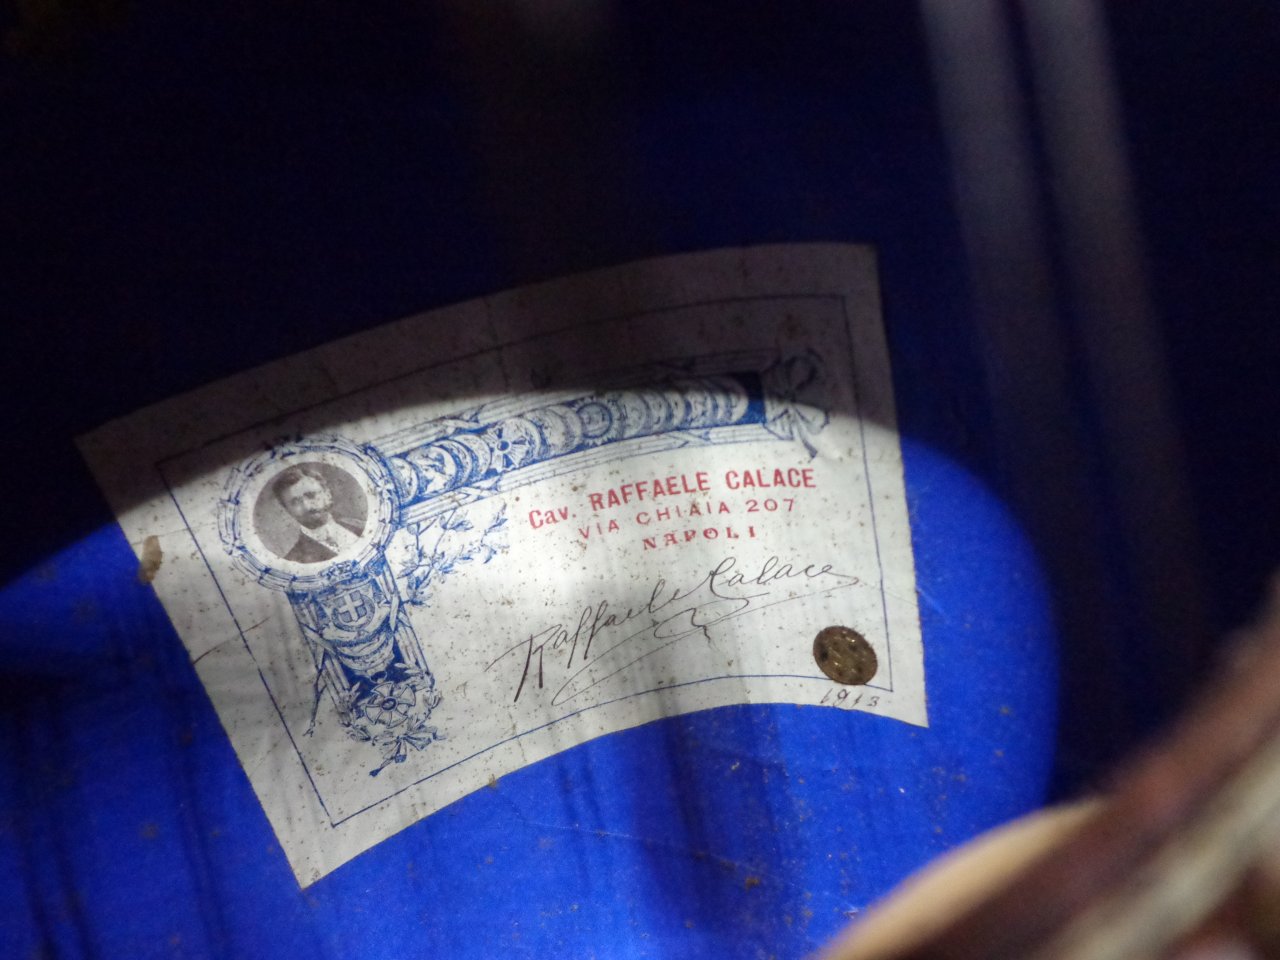 Cav. RAFFAELE CALACE
VIA CHIAIA 207
NAPOLI
Raffaele Calace
1913